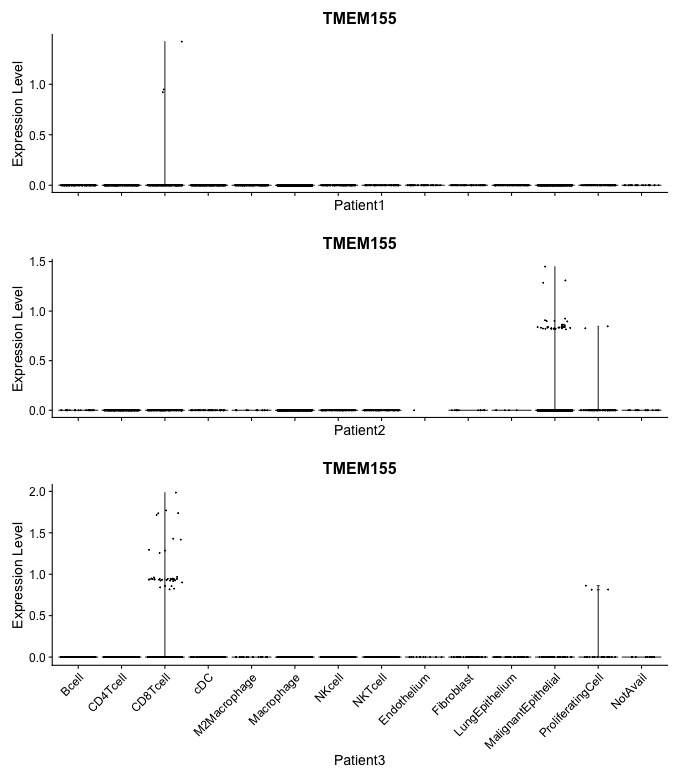 TMEM155
Expression Level
1.0
0.5
0.0
Patient1
TMEM155
Expression Level
1.5
1.0
0.5
0.0
Patient2
TMEM155
Expression Level
2.0
1.5
1.0
0.5
0.0
Bcell
CD4Tcell
CD8Tcell
cDC
M2Macrophage
Macrophage
NKcell
NKTcell
Endothelium
Fibroblast
LungEpithelium
MalignantEpithelial
ProliferatingCell
NotAvail
Patient3